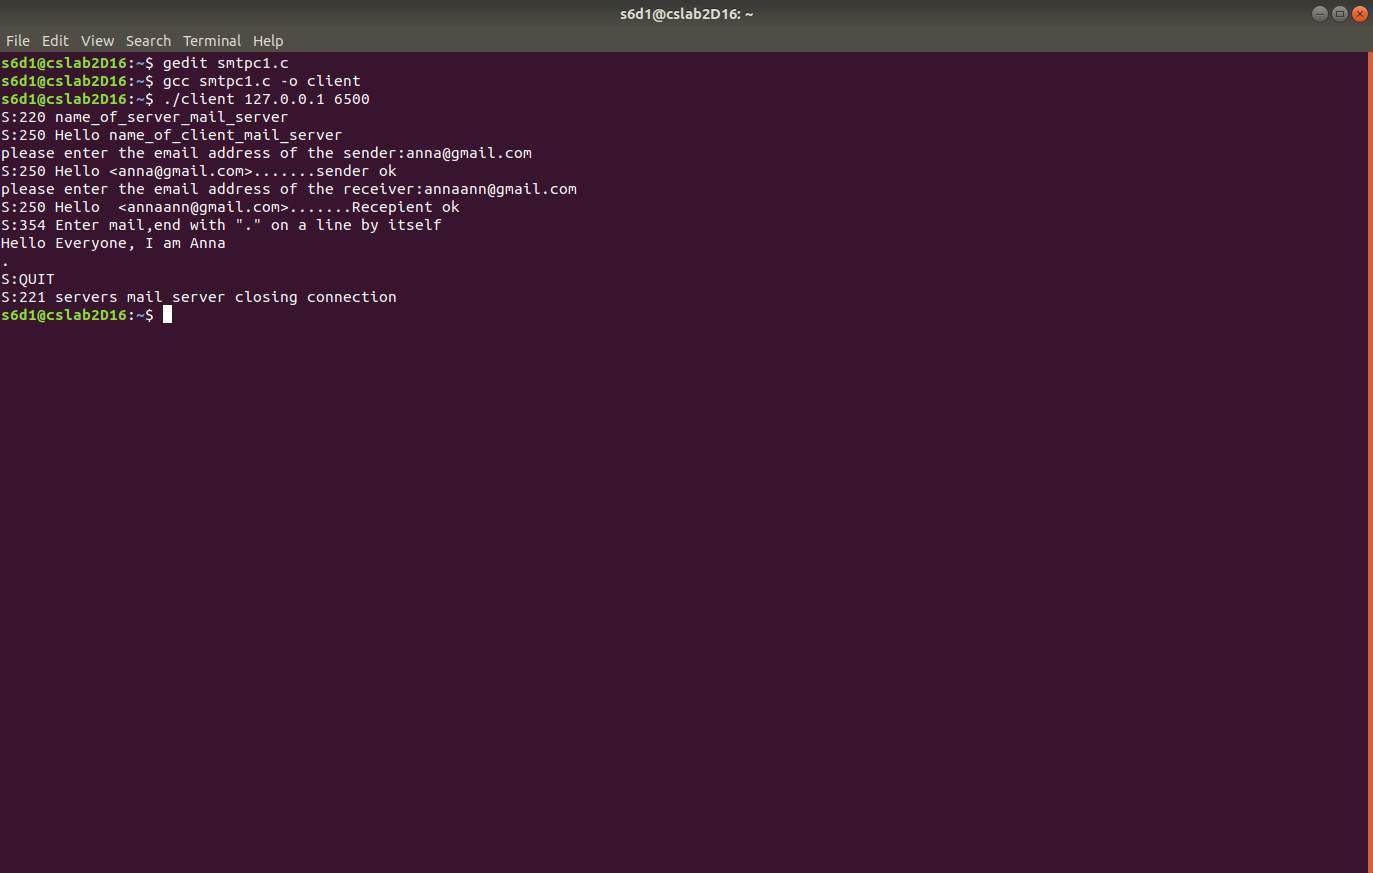 s6d1@cslab2D16: ~
File Edit View Search Terminal Help
s6d1@cslab2D16:~$ gedit smtpc1.c
s6d1@cslab2D16:~$ gcc smtpc1.c -o client
s6d1@cslab2D16:~$ ./client 127.0.0.1 6500
S:220 name_of_server_mail_server
S:250 Hello name_of_client_mail_server
please enter the email address of the sender:anna@gmail.com
S:250 Hello <anna@gmail.com>.......sender ok
please enter the email address of the receiver:annaann@gmail.com
S:250 Hello  <annaann@gmail.com>.......Recepient ok
S:354 Enter mail,end with "." on a line by itself
Hello Everyone, I am Anna
.
S:QUIT
S:221 servers mail server closing connection
s6d1@cslab2D16:~$